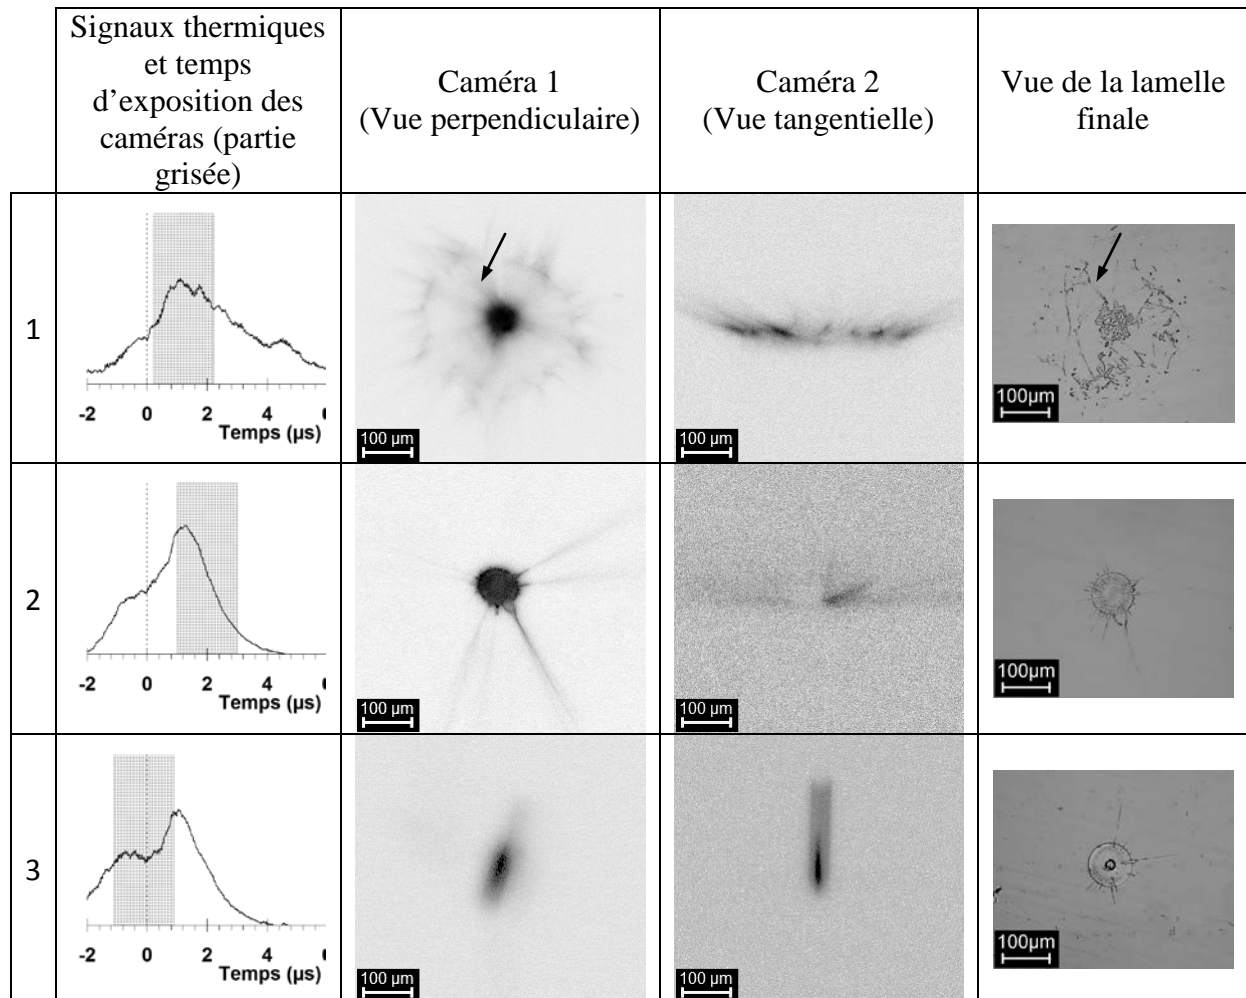 Signaux thermiques
et temps
d'exposition des
caméras (partie
grisée)
Caméra 1
(Vue perpendiculaire)
Caméra 2
(Vue tangentielle)
Vue de la lamelle
finale
1
-2 0 2 4
Temps (µs)
100 µm
100µm
2
-2 0 2 4
Temps (µs)
100 µm
100 µm
100µm
3
-2 0 2 4
Temps (µs)
100 µm
100 µm
100µm